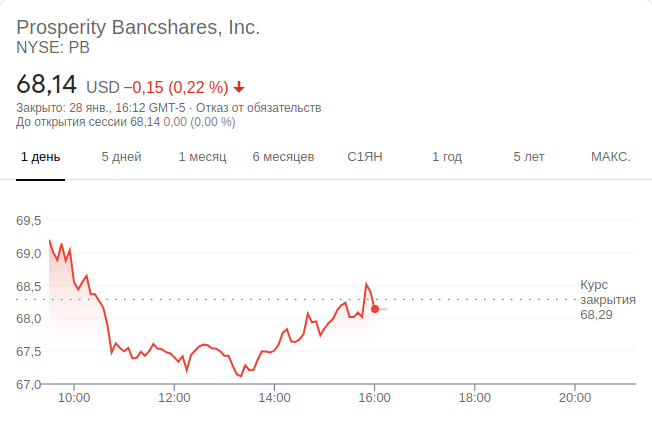 Prosperity Bancshares, Inc.
NYSE: PB
68,14 USD −0,15 (0,22 %)
Закрыто: 28 янв., 16:12 GMT-5 · Отказ от обязательств
До открытия сессии 68,14 0,00 (0,00 %)
1 день 5 дней 1 месяц 6 месяцев С1ЯН 1 год 5 лет МАКС.
69,5
69,0
68,5
68,0
67,5
67,0
Курс
закрытия
68,29
10:00 12:00 14:00 16:00 18:00 20:00